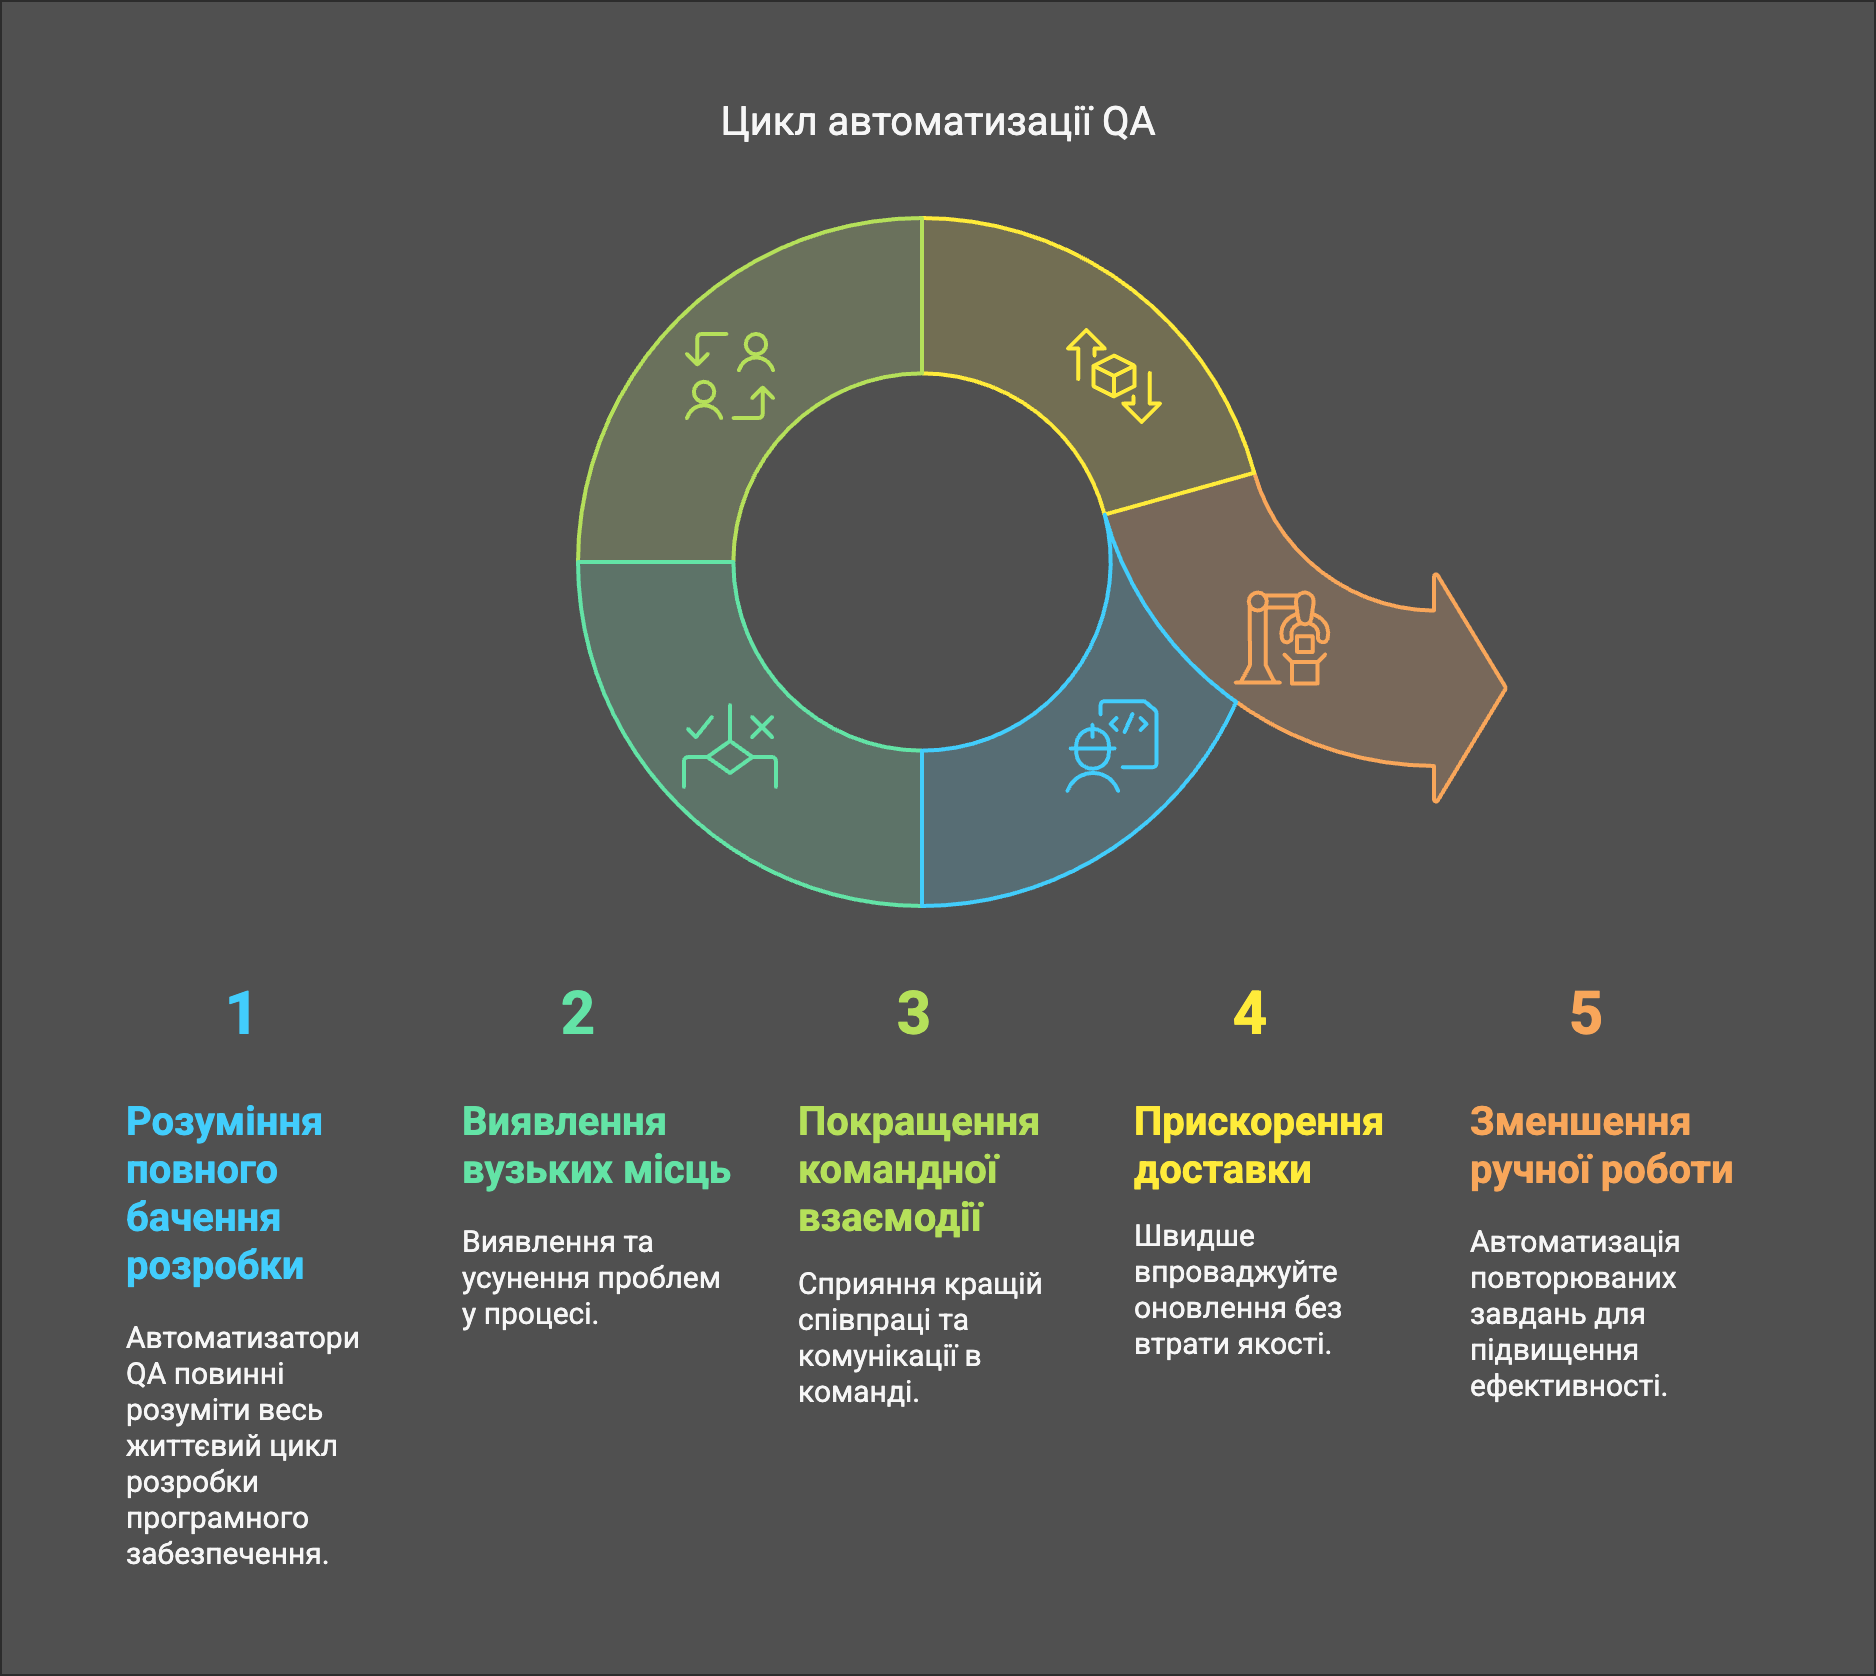 Цикл автоматизації QA
1
Розуміння
повного
бачення
розробки
Автоматизатори
QA повинні
розуміти весь
життєвий цикл
розробки
програмного
забезпечення.
2
Виявлення
вузьких місць
Виявлення та
усунення проблем
у процесі.
3
Покращення
командної
взаємодії
Сприяння кращій
співпраці та
комунікації в
команді.
4
Прискорення
доставки
Швидше
впроваджуйте
оновлення без
втрати якості.
5
Зменшення
ручної роботи
Автоматизація
повторюваних
завдань для
підвищення
ефективності.